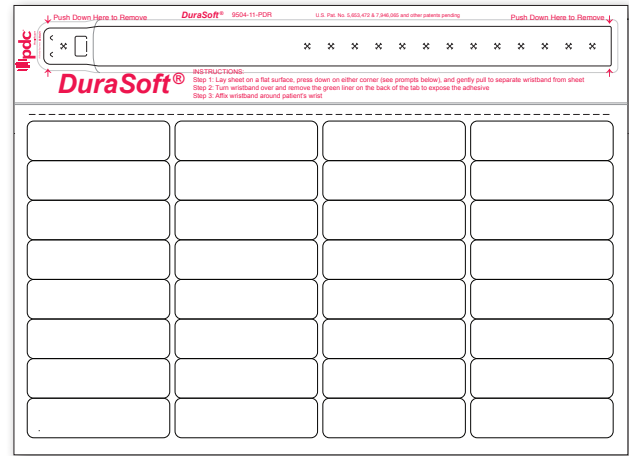 Push Down Here to Remove
DuraSoft® 9504-11-PDR
U.S. Pat. No. 5,653,472 & 7,946,065 and other patents pending
Push Down Here to Remove
pdc
DuraSoft®
INSTRUCTIONS:
Step 1: Lay sheet on a flat surface, press down on either corner (see prompts below), and gently pull to separate wristband from sheet
Step 2: Turn wristband over and remove the green liner on the back of the tab to expose the adhesive
Step 3: Affix wristband around patient's wrist